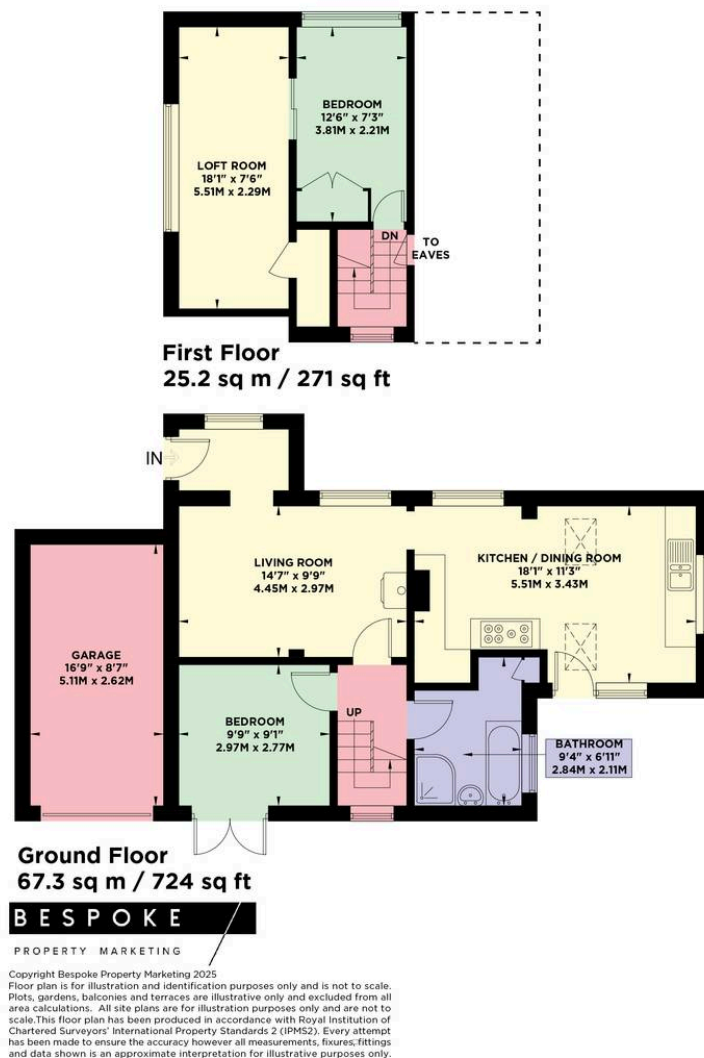 BEDROOM
12'6" x 7'3"
3.81M x 2.21M
LOFT ROOM
18'1" x 7'6"
5.51M x 2.29M
DN
TO
EAVES
First Floor
25.2 sq m / 271 sq ft
IN
LIVING ROOM
14'7" x 9'9"
4.45M x 2.97M
KITCHEN / DINING ROOM
18'1" x 11'3"
5.51M x 3.43M
GARAGE
16'9" x 8'7"
5.11M x 2.62M
BEDROOM
9'9" x 9'1"
2.97M x 2.77M
UP
BATHROOM
9'4" x 6'11"
2.84M x 2.11M
Ground Floor
67.3 sq m / 724 sq ft
BESPOKE
PROPERTY MARKETING
Copyright Bespoke Property Marketing 2025
Floor plan is for illustration and identification purposes only and is not to scale.
Plots, gardens, balconies and terraces are illustrative only and excluded from all
area calculations. All site plans are for illustration purposes only and are not to
scale.This floor plan has been produced in accordance with Royal Institution of
Chartered Surveyors' International Property Standards 2 (IPMS2). Every attempt
has been made to ensure the accuracy however all measurements, fixures, fittings
and data shown is an approximate interpretation for illustrative purposes only.